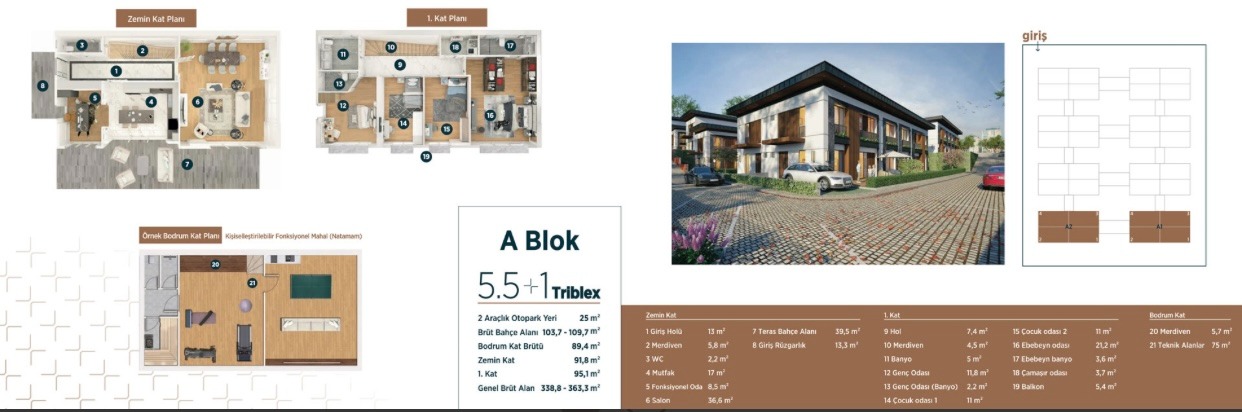 Zemin Kat Planı
1
2
3
4
5
6
7
8
1. Kat Planı
9
10
11
12
13
14
15
16
17
18
19
Örnek Bodrum Kat Planı Kişiselleştirilebilir Fonksiyonel Mahal (Natamam)
20
21
A Blok
5.5+1 Triblex
2 Araçlık Otopark Yeri 25 m²
Brüt Bahçe Alanı 103,7 - 109,7 m²
Bodrum Kat Brütü 89,4 m²
Zemin Kat 91,8 m²
1. Kat 95,1 m²
Genel Brüt Alan 338,8 - 363,3 m²
giriş
A2
A1
Zemin Kat
1 Giriş Holü 13 m²
2 Merdiven 5,8 m²
3 WC 2,2 m²
4 Mutfak 17 m²
5 Fonksiyonel Oda 8,5 m²
6 Salon 36,6 m²
7 Teras Bahçe Alanı 39,5 m²
8 Giriş Rüzgarlık 13,3 m²
1. Kat
9 Hol 7,4 m²
10 Merdiven 4,5 m²
11 Banyo 5 m²
12 Genç Odası 11,8 m²
13 Genç Odası (Banyo) 2,2 m²
14 Çocuk odası 1 11 m²
15 Çocuk odası 2 11 m²
16 Ebebeyn odası 21,2 m²
17 Ebebeyn banyo 3,6 m²
18 Çamaşır odası 3,7 m²
19 Balkon 5,4 m²
Bodrum Kat
20 Merdiven 5,7 m²
21 Teknik Alanlar 75 m²